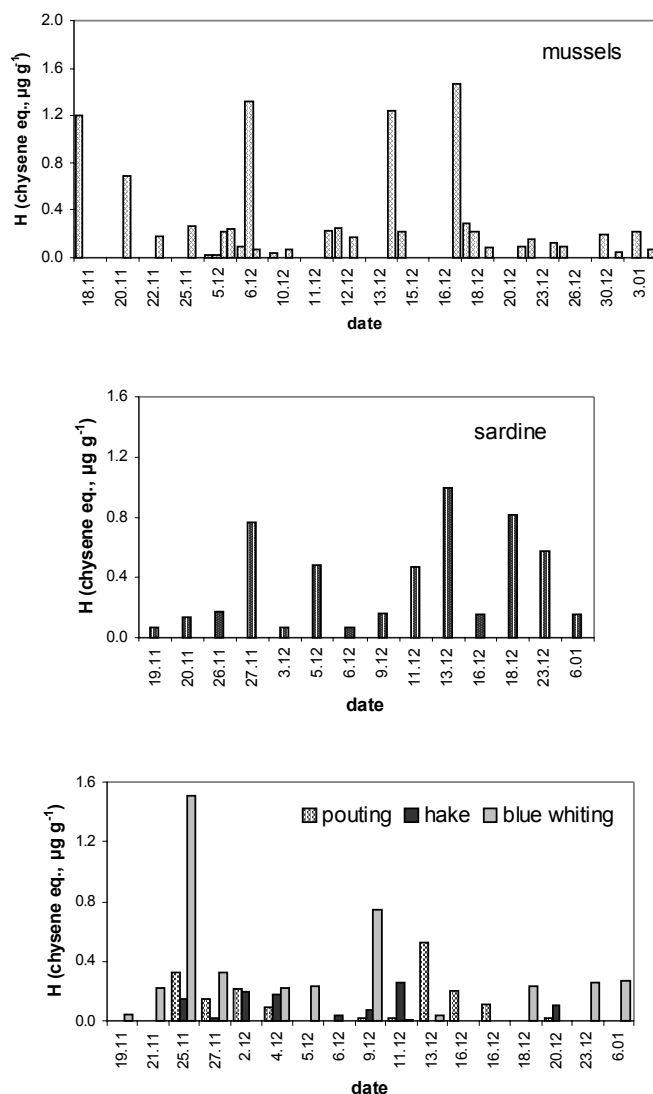 2.0
mussels
1.6
1.2
0.8
0.4
0.0
H (chysene eq., µg g⁻¹)
18.11 20.11 22.11 25.11 5.12 6.12 10.12 11.12 12.12 13.12 15.12 16.12 18.12 20.12 23.12 26.12 30.12 3.01
date
1.6
sardine
1.2
0.8
0.4
0.0
H (chysene eq., µg g⁻¹)
19.11 20.11 26.11 27.11 3.12 5.12 6.12 9.12 11.12 13.12 16.12 18.12 23.12 6.01
date
1.6
pouting hake blue whiting
1.2
0.8
0.4
0.0
H (chysene eq., µg g⁻¹)
19.11 21.11 25.11 27.11 2.12 4.12 5.12 6.12 9.12 11.12 13.12 16.12 16.12 18.12 20.12 23.12 6.01
date